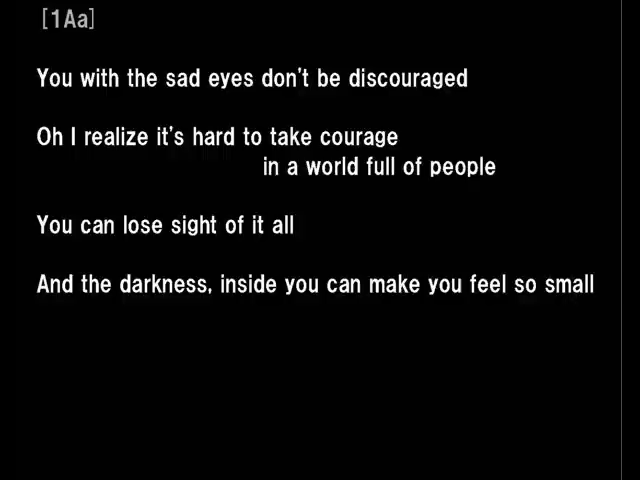 [1Aa]
You with the sad eyes don't be discouraged
Oh I realize it's hard to take courage
in a world full of people
You can lose sight of it all
And the darkness, inside you can make you feel so small